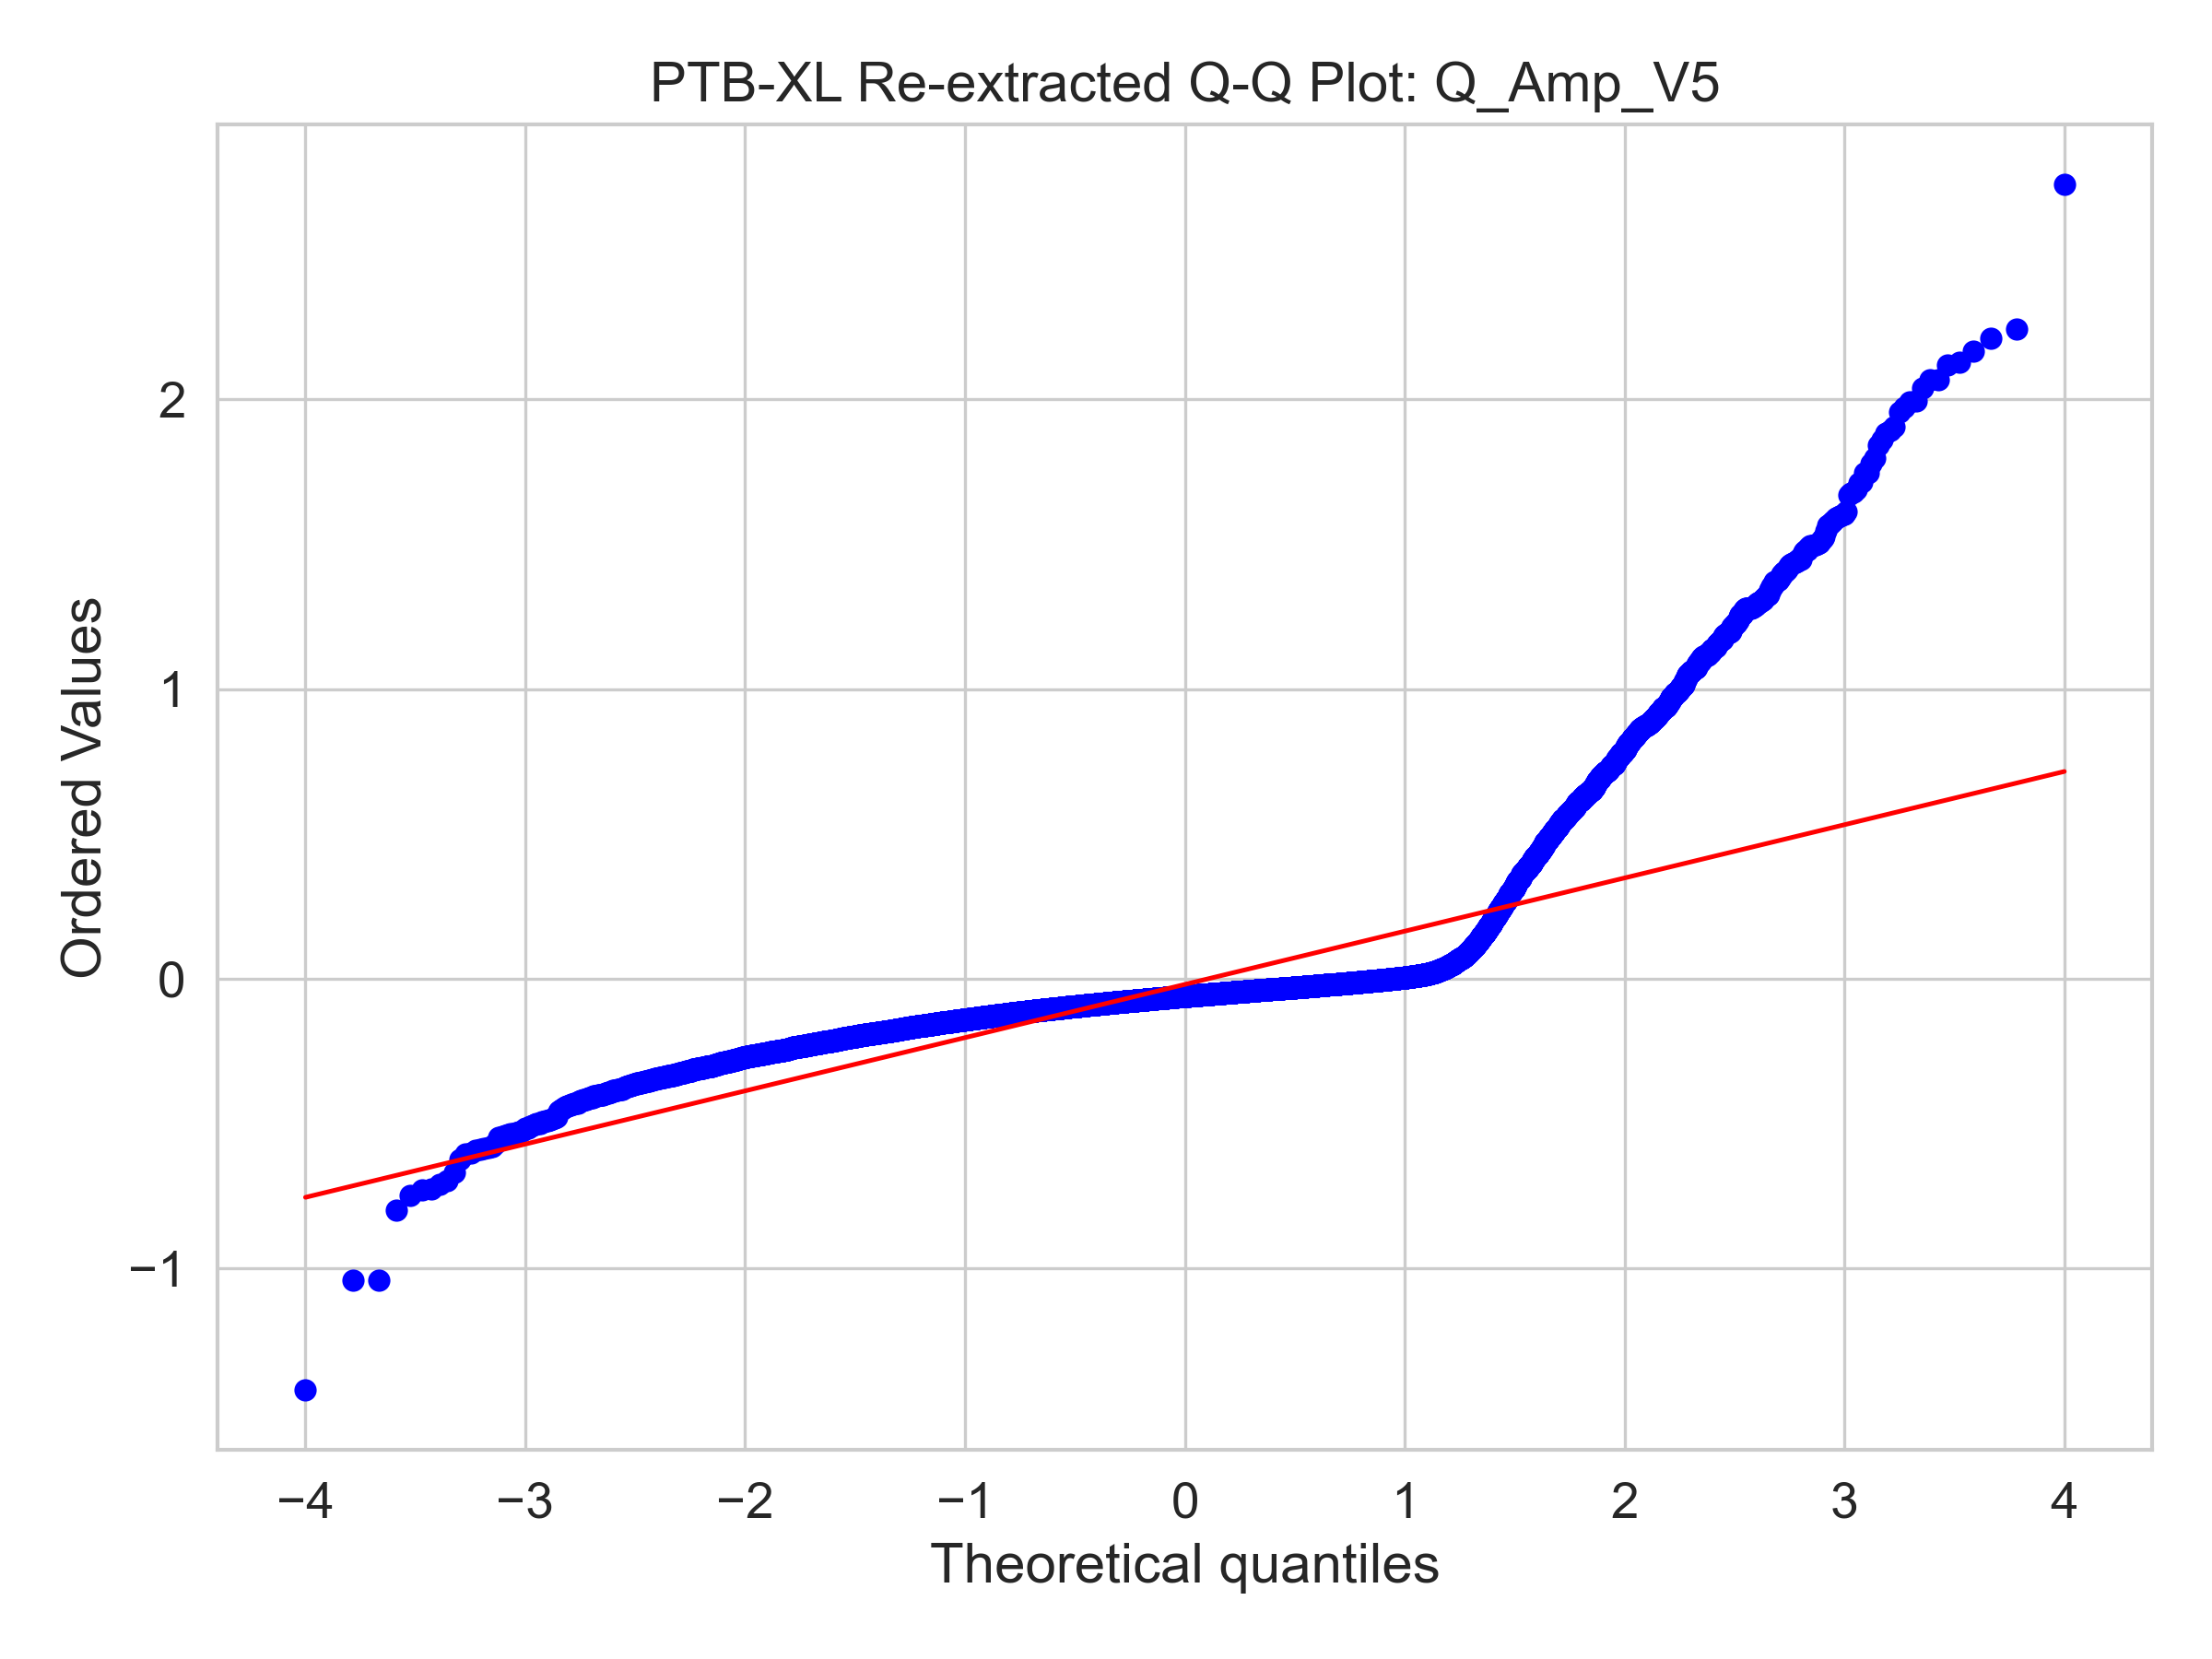 PTB-XL Re-extracted Q-Q Plot: Q_Amp_V5
Ordered Values
2
1
0
−1
−4 −3 −2 −1 0 1 2 3 4
Theoretical quantiles